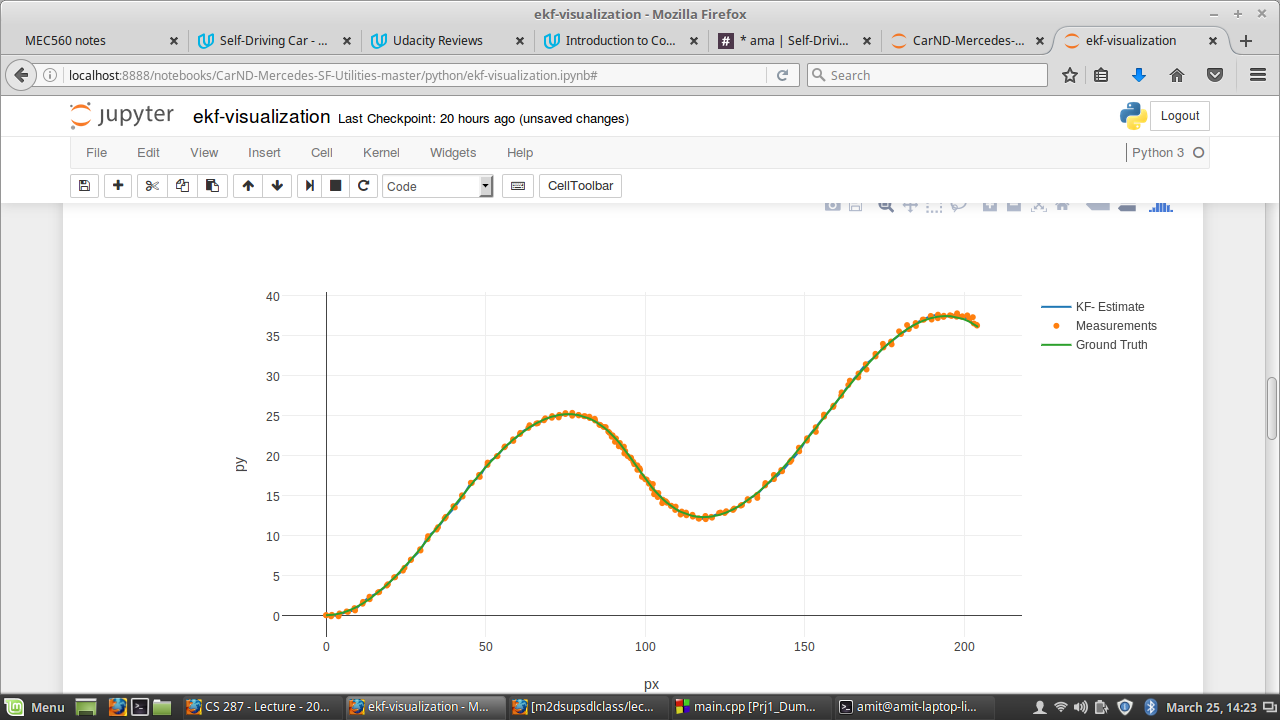 ekf-visualization - Mozilla Firefox
MEC560 notes
Self-Driving Car - ...
Udacity Reviews
Introduction to Co...
* ama | Self-Drivi...
CarND-Mercedes-...
ekf-visualization
localhost:8888/notebooks/CarND-Mercedes-SF-Utilities-master/python/ekf-visualization.ipynb#
Search
jupyter
ekf-visualization Last Checkpoint: 20 hours ago (unsaved changes)
Logout
File Edit View Insert Cell Kernel Widgets Help
Python 3
Code
CellToolbar
40
35
30
25
20
15
10
5
0
py
0 50 100 150 200
px
KF- Estimate
Measurements
Ground Truth
Menu
CS 287 - Lecture - 20...
ekf-visualization - M...
[m2dsupsdlclass/lec...
main.cpp [Prj1_Dum...
amit@amit-laptop-li...
March 25, 14:23